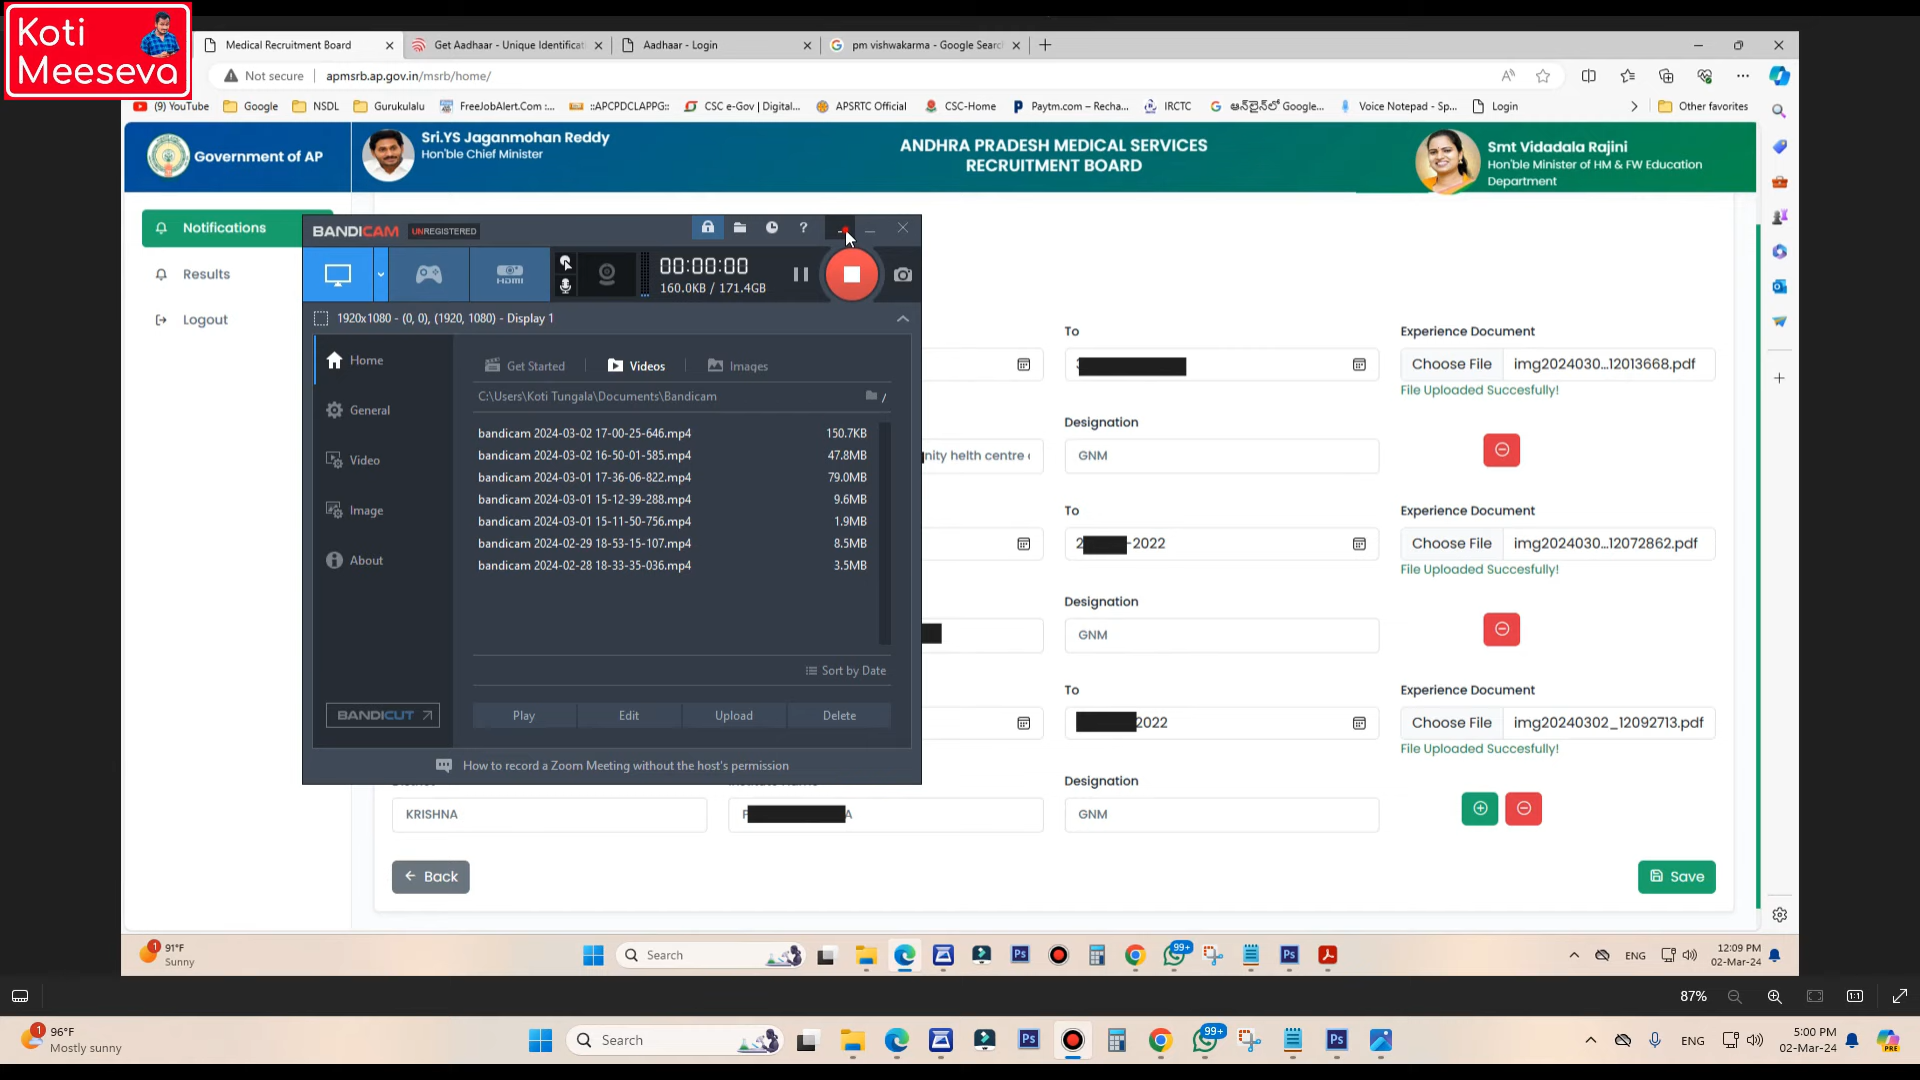 Koti
Meeseva
Medical Recruitment Board
Get Aadhaar - Unique Identificati
Aadhaar - Login
pm vishwakarma - Google Searc
Not secure
apmsrb.ap.gov.in/msrb/home/
(9) YouTube
Google
NSDL
Gurukulalu
FreeJobAlert.Com :...
::APCPDCLAPPG::
CSC e-Gov | Digital...
APSRTC Official
CSC-Home
Paytm.com – Recha...
IRCTC
ఆన్‌లైన్‌లో Google...
Voice Notepad - Sp...
Login
Other favorites
Government of AP
Sri.YS Jaganmohan Reddy
Hon'ble Chief Minister
ANDHRA PRADESH MEDICAL SERVICES
RECRUITMENT BOARD
Smt Vidadala Rajini
Hon'ble Minister of HM & FW Education
Department
Notifications
Results
Logout
BANDICAM UNREGISTERED
00:00:00
160.0KB / 171.4GB
1920x1080 - (0, 0), (1920, 1080) - Display 1
Home
General
Video
Image
About
BANDICUT
Get Started
Videos
Images
C:\Users\Koti Tungala\Documents\Bandicam
bandicam 2024-03-02 17-00-25-646.mp4 150.7KB
bandicam 2024-03-02 16-50-01-585.mp4 47.8MB
bandicam 2024-03-01 17-36-06-822.mp4 79.0MB
bandicam 2024-03-01 15-12-39-288.mp4 9.6MB
bandicam 2024-03-01 15-11-50-756.mp4 1.9MB
bandicam 2024-02-29 18-53-15-107.mp4 8.5MB
bandicam 2024-02-28 18-33-35-036.mp4 3.5MB
Sort by Date
Play
Edit
Upload
Delete
How to record a Zoom Meeting without the host's permission
To
Experience Document
Choose File img2024030...12013668.pdf
File Uploaded Succesfully!
Designation
nity helth centre
GNM
To
Experience Document
2 -2022
Choose File img2024030...12072862.pdf
File Uploaded Succesfully!
Designation
GNM
To
Experience Document
2022
Choose File img20240302_12092713.pdf
File Uploaded Succesfully!
Designation
KRISHNA
A
GNM
Back
Save
91°F
Sunny
Search
99+
ENG
12:09 PM
02-Mar-24
87%
96°F
Mostly sunny
Search
99+
ENG
5:00 PM
02-Mar-24